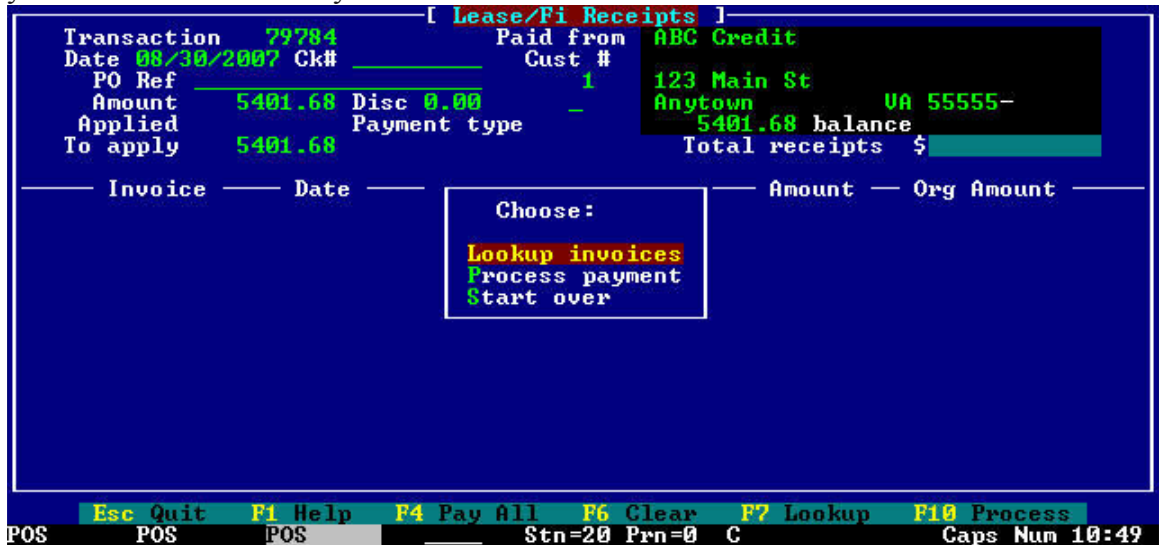 [ Lease/Fi Receipts ]
Transaction 79784 Paid from ABC Credit
Date 08/30/2007 Ck# Cust #
PO Ref 1 123 Main St
Amount 5401.68 Disc 0.00 Anytown VA 55555-
Applied Payment type 5401.68 balance
To apply 5401.68 Total receipts $
Invoice Date Amount Org Amount
Choose:
Lookup invoices
Process payment
Start over
Esc Quit F1 Help F4 Pay All F6 Clear F7 Lookup F10 Process
POS POS POS Stn=20 Prn=0 C Caps Num 10:49